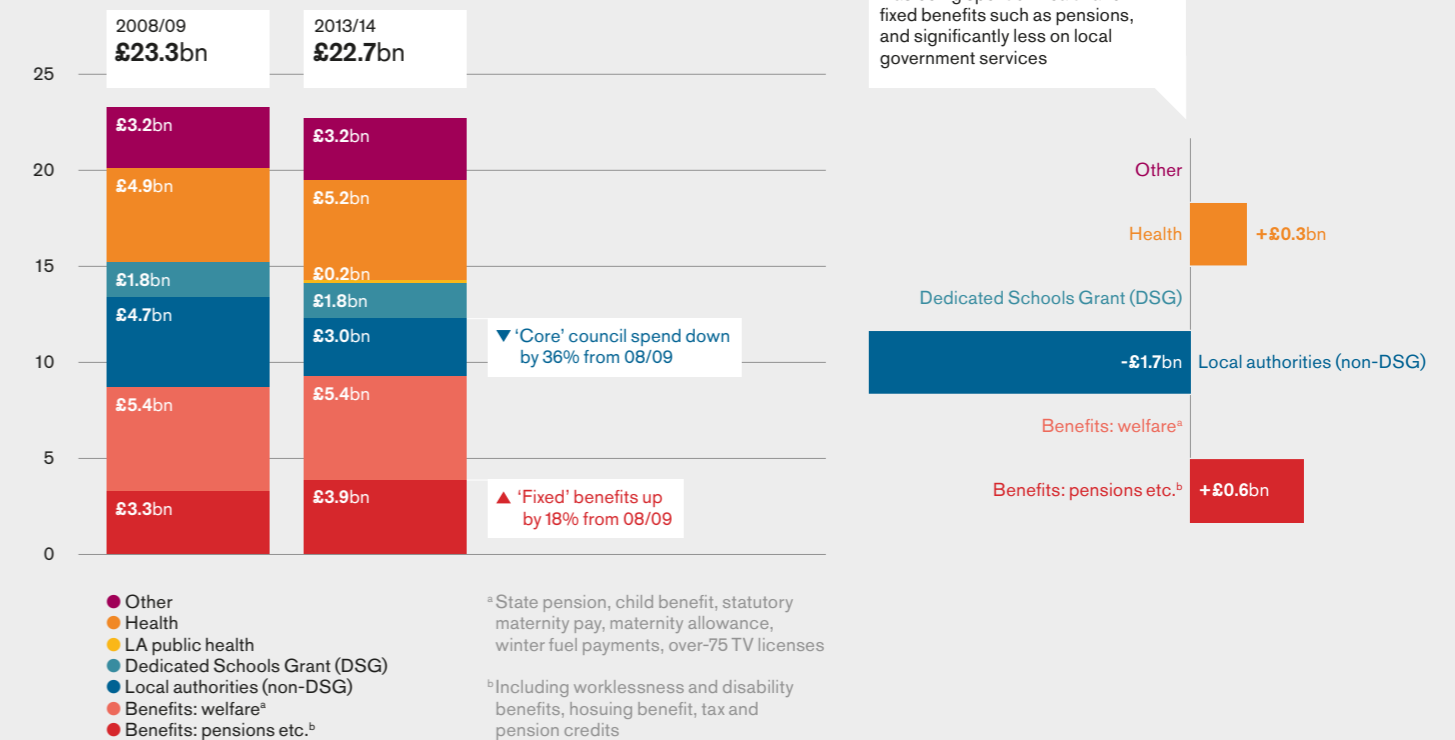 2008/09
£23.3bn
2013/14
£22.7bn
fixed benefits such as pensions,
and significantly less on local
government services
25
20
15
10
5
0
£3.2bn
£4.9bn
£1.8bn
£4.7bn
£5.4bn
£3.3bn
£3.2bn
£5.2bn
£0.2bn
£1.8bn
£3.0bn
£5.4bn
£3.9bn
▼ ‘Core’ council spend down
by 36% from 08/09
▲ ‘Fixed’ benefits up
by 18% from 08/09
Other
Health
+£0.3bn
Dedicated Schools Grant (DSG)
-£1.7bn
Local authorities (non-DSG)
Benefits: welfareᵃ
Benefits: pensions etc.ᵇ
+£0.6bn
Other
Health
LA public health
Dedicated Schools Grant (DSG)
Local authorities (non-DSG)
Benefits: welfareᵃ
Benefits: pensions etc.ᵇ
ᵃ State pension, child benefit, statutory
maternity pay, maternity allowance,
winter fuel payments, over-75 TV licenses
ᵇ Including worklessness and disability
benefits, hosuing benefit, tax and
pension credits